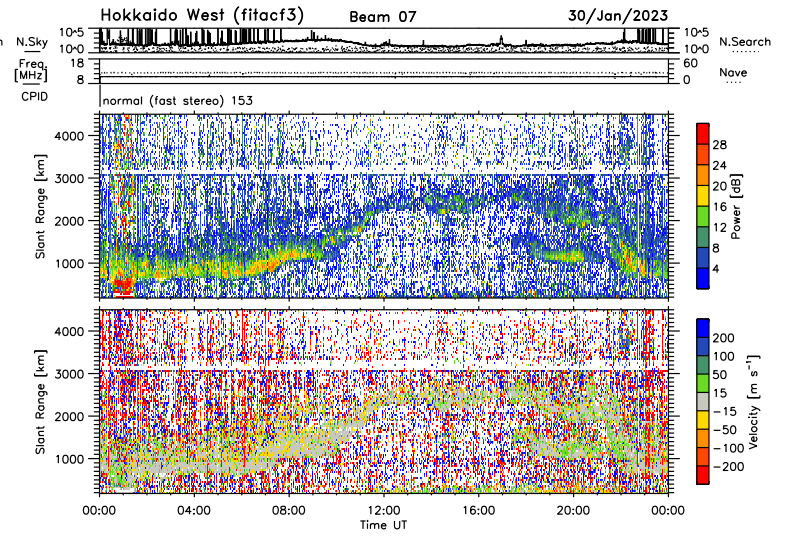 Hokkaido West (fitacf3) Beam 07 30/Jan/2023
N.Sky 10^5 10^5 N.Search
10^0 10^0
Freq. 18 60 Nave
[MHz] 8 0
CPID normal (fast stereo) 153
4000
3000
2000
1000
Slant Range [km]
28
24
20
16
12
8
4
Power [dB]
4000
3000
2000
1000
Slant Range [km]
200
100
50
15
-15
-50
-100
-200
Velocity [m s⁻¹]
00:00 04:00 08:00 12:00 16:00 20:00 00:00
Time UT